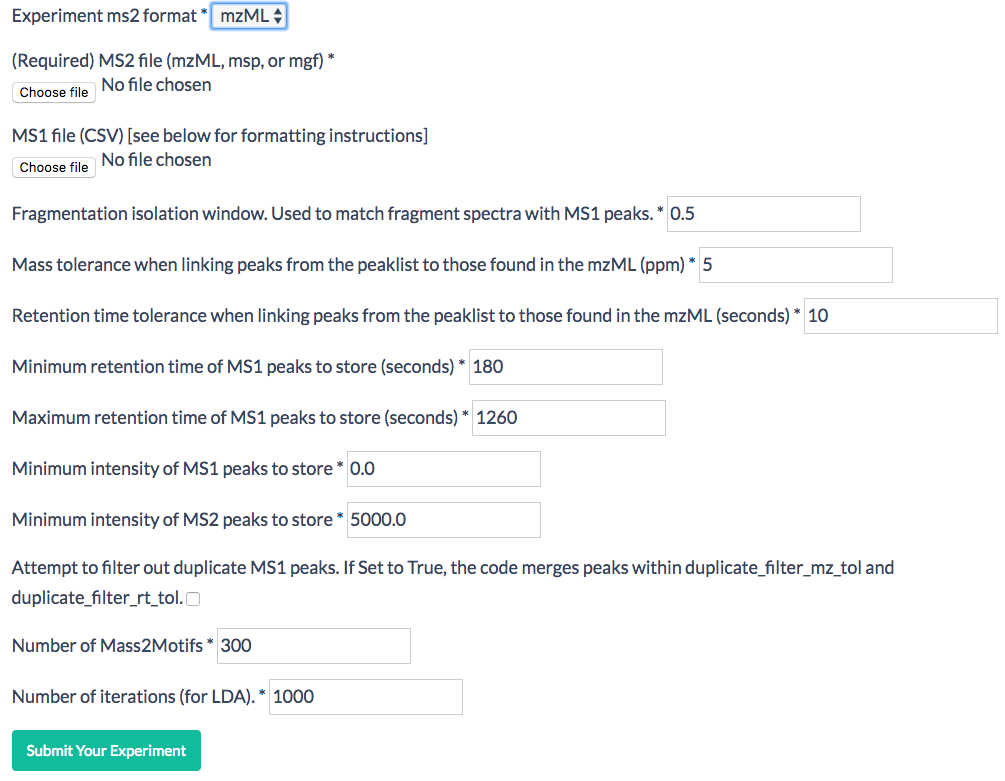 Experiment ms2 format * mzML
(Required) MS2 file (mzML, msp, or mgf) *
Choose file No file chosen
MS1 file (CSV) [see below for formatting instructions]
Choose file No file chosen
Fragmentation isolation window. Used to match fragment spectra with MS1 peaks. * 0.5
Mass tolerance when linking peaks from the peaklist to those found in the mzML (ppm) * 5
Retention time tolerance when linking peaks from the peaklist to those found in the mzML (seconds) * 10
Minimum retention time of MS1 peaks to store (seconds) * 180
Maximum retention time of MS1 peaks to store (seconds) * 1260
Minimum intensity of MS1 peaks to store * 0.0
Minimum intensity of MS2 peaks to store * 5000.0
Attempt to filter out duplicate MS1 peaks. If Set to True, the code merges peaks within duplicate_filter_mz_tol and
duplicate_filter_rt_tol.
Number of Mass2Motifs * 300
Number of iterations (for LDA). * 1000
Submit Your Experiment